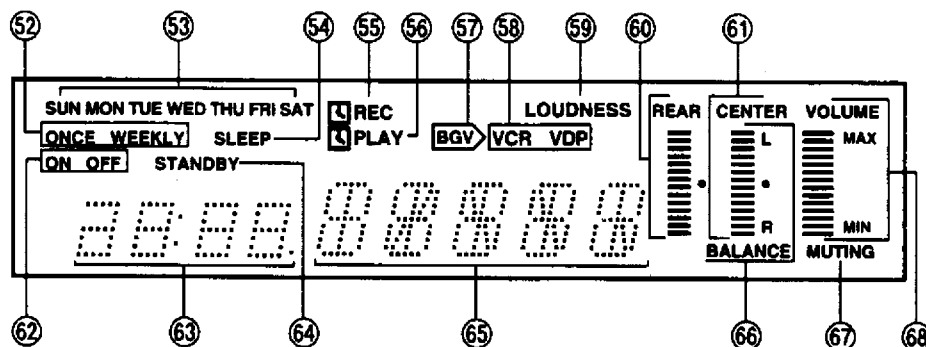 52 53 54 55 56 57 58 59 60 61
SUN MON TUE WED THU FRI SAT REC LOUDNESS REAR CENTER VOLUME
ONCE WEEKLY SLEEP PLAY BGV VCR VDP L MAX
ON OFF STANDBY
R MIN
BALANCE MUTING
62 63 64 65 66 67 68